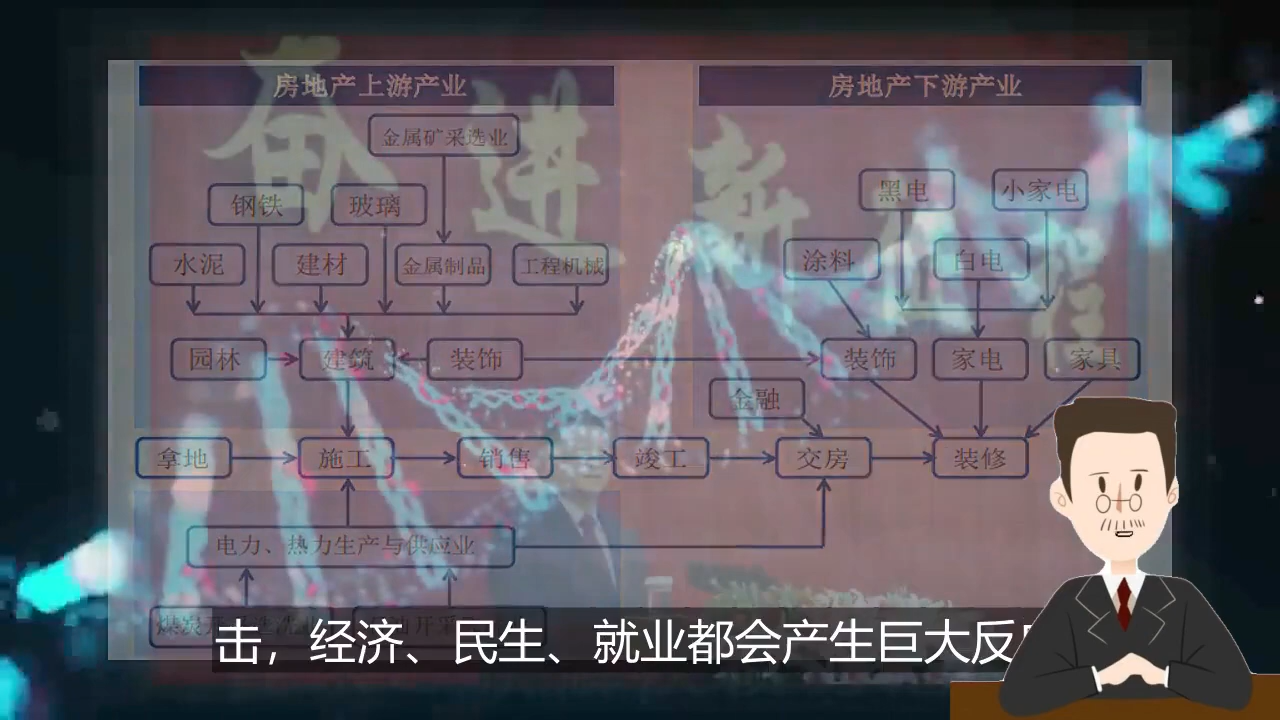 房地产上游产业
房地产下游产业
奋进新
金属矿采选业
钢铁
玻璃
黑电
小家电
水泥
建材
金属制品
工程机械
涂料
白电
园林
建筑
装饰
装饰
家电
家具
金融
拿地
施工
销售
竣工
交房
装修
电力、热力生产与供应业
击，经济、民生、就业都会产生巨大反